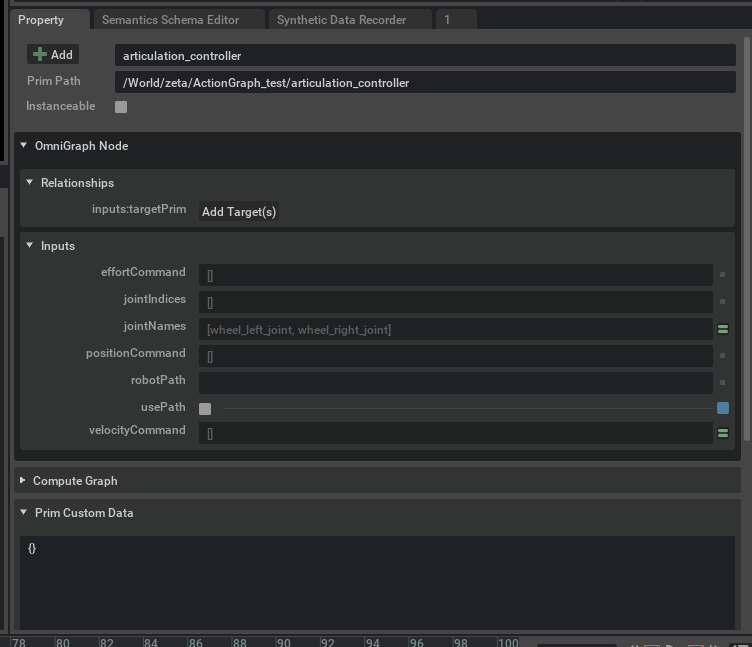 Property Semantics Schema Editor Synthetic Data Recorder 1
Add articulation_controller
Prim Path /World/zeta/ActionGraph_test/articulation_controller
Instanceable
OmniGraph Node
Relationships
inputs:targetPrim Add Target(s)
Inputs
effortCommand []
jointIndices []
jointNames [wheel_left_joint, wheel_right_joint]
positionCommand []
robotPath
usePath
velocityCommand []
Compute Graph
Prim Custom Data
{}
78 80 82 84 86 88 90 92 94 96 98 100